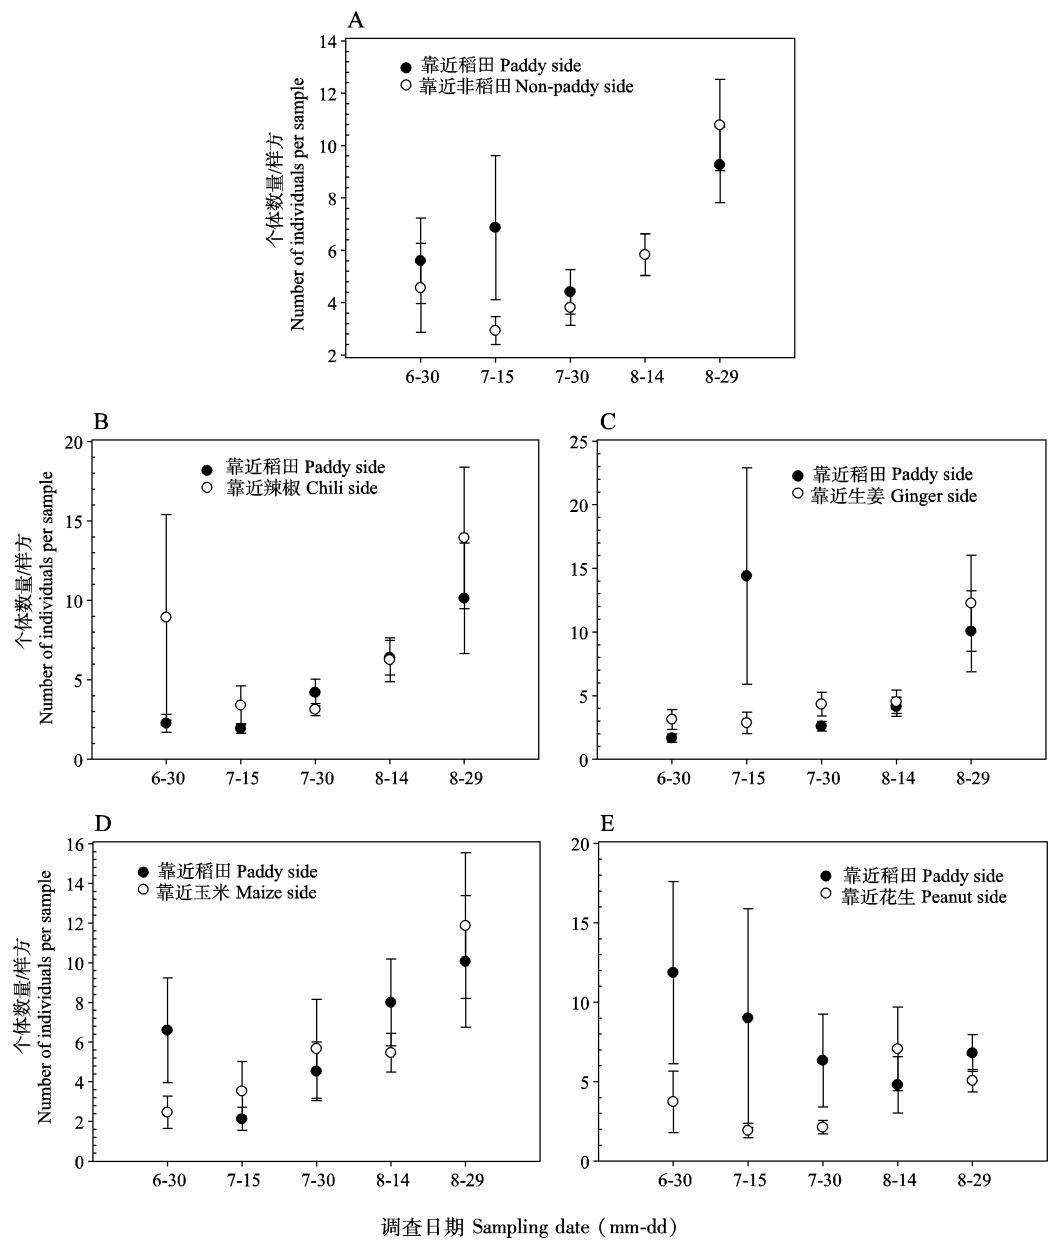 A
14
12
10
8
6
4
2
个体数量/样方
Number of individuals per sample
靠近稻田 Paddy side
靠近非稻田 Non-paddy side
6-30 7-15 7-30 8-14 8-29
B
20
15
10
5
0
个体数量/样方
Number of individuals per sample
靠近稻田 Paddy side
靠近辣椒 Chili side
6-30 7-15 7-30 8-14 8-29
C
25
20
15
10
5
0
靠近稻田 Paddy side
靠近生姜 Ginger side
6-30 7-15 7-30 8-14 8-29
D
16
14
12
10
8
6
4
2
0
个体数量/样方
Number of individuals per sample
靠近稻田 Paddy side
靠近玉米 Maize side
6-30 7-15 7-30 8-14 8-29
E
20
15
10
5
0
靠近稻田 Paddy side
靠近花生 Peanut side
6-30 7-15 7-30 8-14 8-29
调查日期 Sampling date ( mm-dd )